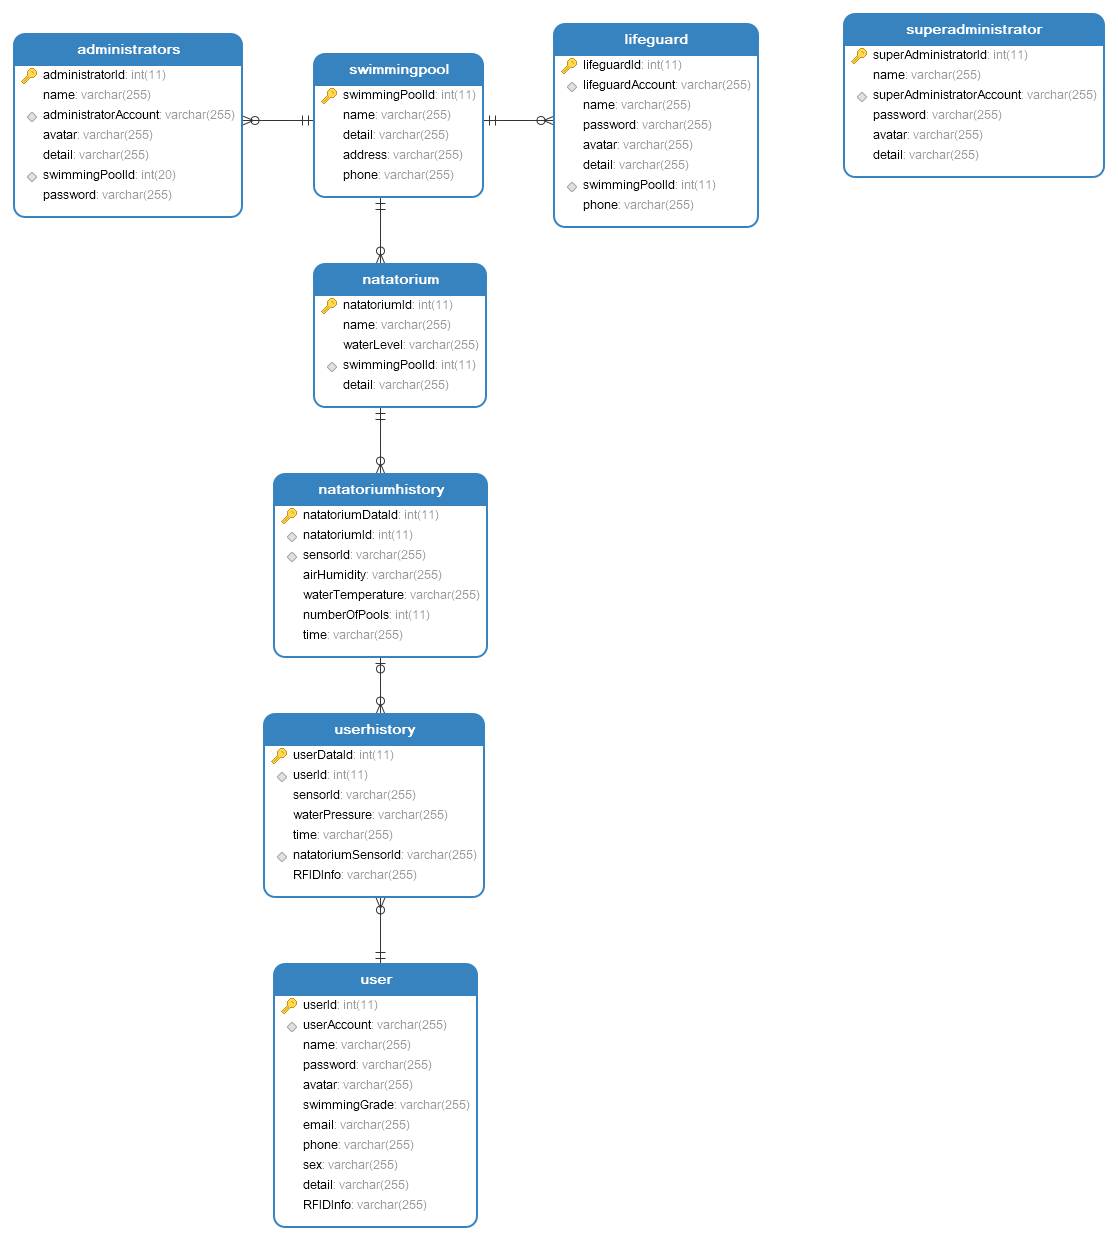 administrators
administratorId: int(11)
name: varchar(255)
administratorAccount: varchar(255)
avatar: varchar(255)
detail: varchar(255)
swimmingPoolId: int(20)
password: varchar(255)
swimmingpool
swimmingPoolId: int(11)
name: varchar(255)
detail: varchar(255)
address: varchar(255)
phone: varchar(255)
lifeguard
lifeguardId: int(11)
lifeguardAccount: varchar(255)
name: varchar(255)
password: varchar(255)
avatar: varchar(255)
detail: varchar(255)
swimmingPoolId: int(11)
phone: varchar(255)
superadministrator
superAdministratorId: int(11)
name: varchar(255)
superAdministratorAccount: varchar(255)
password: varchar(255)
avatar: varchar(255)
detail: varchar(255)
natatorium
natatoriumId: int(11)
name: varchar(255)
waterLevel: varchar(255)
swimmingPoolId: int(11)
detail: varchar(255)
natatoriumhistory
natatoriumDataId: int(11)
natatoriumId: int(11)
sensorId: varchar(255)
airHumidity: varchar(255)
waterTemperature: varchar(255)
numberOfPools: int(11)
time: varchar(255)
userhistory
userDataId: int(11)
userId: int(11)
sensorId: varchar(255)
waterPressure: varchar(255)
time: varchar(255)
natatoriumSensorId: varchar(255)
RFIDInfo: varchar(255)
user
userId: int(11)
userAccount: varchar(255)
name: varchar(255)
password: varchar(255)
avatar: varchar(255)
swimmingGrade: varchar(255)
email: varchar(255)
phone: varchar(255)
sex: varchar(255)
detail: varchar(255)
RFIDInfo: varchar(255)